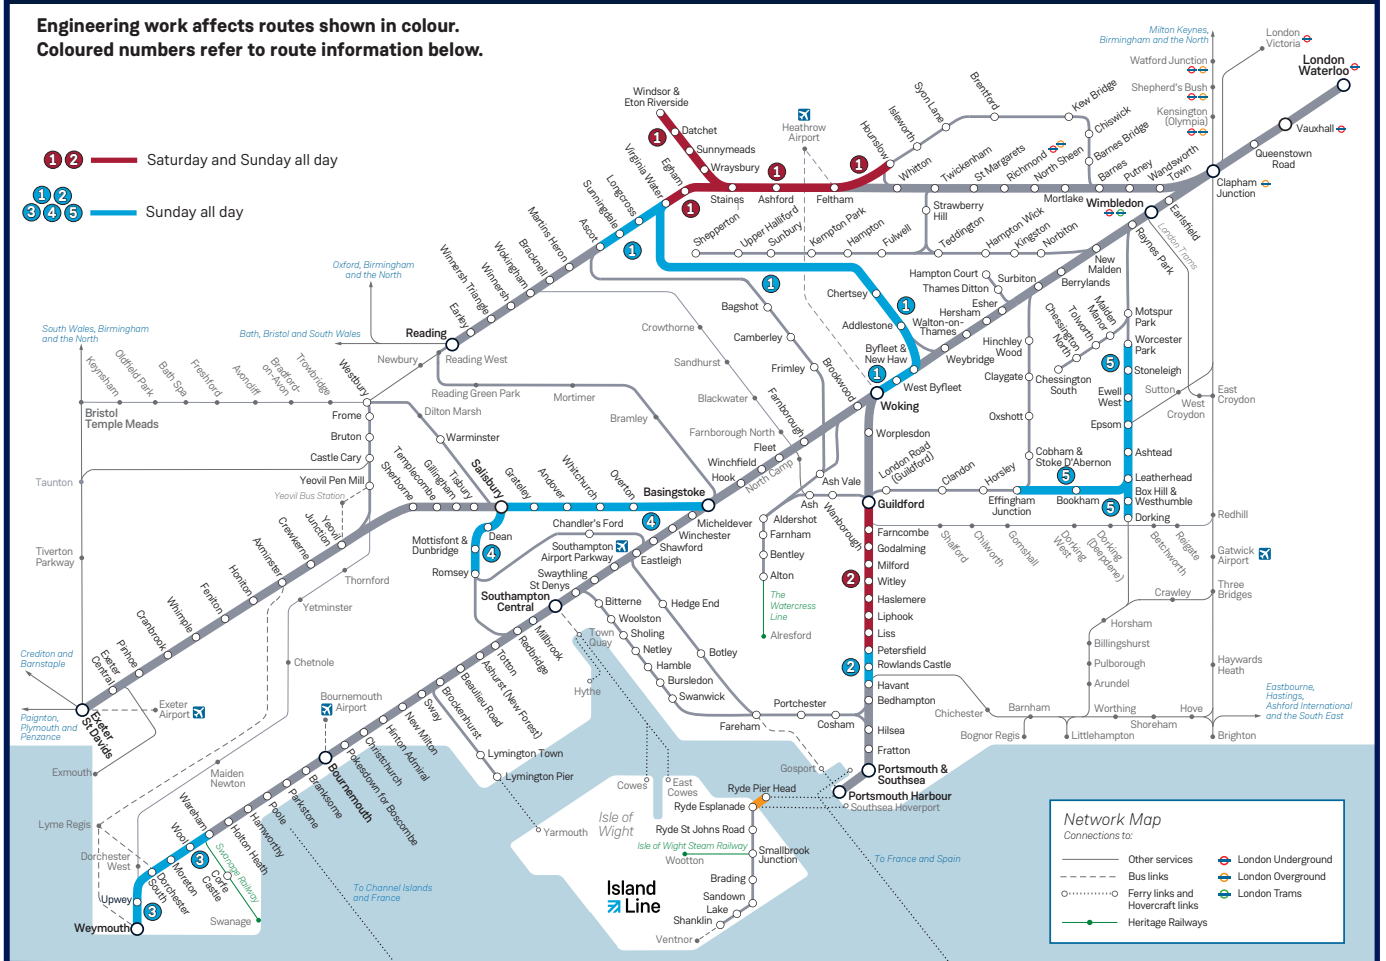 Engineering work affects routes shown in colour.
Coloured numbers refer to route information below.
1 2 Saturday and Sunday all day
1 2
3 4 5 Sunday all day
Milton Keynes,
Birmingham and the North
London
Victoria
Watford Junction
London
Waterloo
Shepherd's Bush
Kensington
(Olympia)
Vauxhall
Queenstown
Road
Clapham
Junction
Windsor &
Eton Riverside
Datchet
Sunnymeads
Wraysbury
1
Heathrow
Airport
Hounslow
Isleworth
Syon Lane
Brentford
Kew Bridge
Chiswick
Barnes Bridge
Whitton
Twickenham
St Margarets
Richmond
North Sheen
Mortlake
Barnes
Putney
Wandsworth
Town
Wimbledon
Earlsfield
London Trams
Raynes Park
1
1
1
Staines
Ashford
Feltham
Egham
Virginia Water
Longcross
Sunningdale
Ascot
1
Martins Heron
Bracknell
Wokingham
Winnersh
Winnersh Triangle
Earley
Reading
Shepperton
Upper Halliford
Sunbury
Kempton Park
Hampton
Fulwell
Strawberry
Hill
Teddington
Hampton Wick
Kingston
Norbiton
New
Malden
Berrylands
Surbiton
Hampton Court
Thames Ditton
Esher
Hersham
Walton-on-
Thames
Weybridge
1
Chertsey
1
Addlestone
Byfleet &
New Haw
West Byfleet
1
Woking
Oxford, Birmingham
and the North
Bath, Bristol and South Wales
South Wales, Birmingham
and the North
Keynsham
Oldfield Park
Bath Spa
Freshford
Avoncliff
Bradford-
on-Avon
Trowbridge
Westbury
Newbury
Reading West
Reading Green Park
Mortimer
Bramley
Bristol
Temple Meads
Frome
Bruton
Castle Cary
Yeovil Pen Mill
Yeovil Bus Station
Dilton Marsh
Warminster
Crowthorne
Sandhurst
Blackwater
Farnborough North
North Camp
Bagshot
Camberley
Frimley
Brookwood
Farnborough
Fleet
Winchfield
Hook
Ash Vale
Ash
Wanborough
Aldershot
Farnham
Bentley
Alton
The
Watercress
Line
Alresford
Malden
Manor
Tolworth
Chessington
North
Chessington
South
Hinchley
Wood
Claygate
Oxshott
Cobham &
Stoke D'Abernon
Motspur
Park
Worcester
Park
5
Stoneleigh
Ewell
West
Epsom
Ashtead
Leatherhead
Box Hill &
Westhumble
Dorking
5
5
Bookham
Effingham
Junction
Horsley
Clandon
London Road
(Guildford)
Worplesdon
Guildford
Sutton
West
Croydon
East
Croydon
Redhill
Gatwick
Airport
Three
Bridges
Crawley
Horsham
Billingshurst
Pulborough
Arundel
Haywards
Heath
Shalford
Chilworth
Gomshall
Dorking
West
Dorking
(Deepdene)
Betchworth
Reigate
Taunton
Tiverton
Parkway
Sherborne
Templecombe
Gillingham
Tisbury
Salisbury
Grateley
Andover
Whitchurch
Overton
Basingstoke
4
4
Dean
Mottisfont &
Dunbridge
Romsey
Chandler's Ford
Southampton
Airport Parkway
Micheldever
Winchester
Shawford
Eastleigh
Swaythling
St Denys
Southampton
Central
Yeovil
Junction
Crewkerne
Axminster
Honiton
Feniton
Whimple
Cranbrook
Pinhoe
Exeter
Central
Exeter
St Davids
Exeter
Airport
Exmouth
Crediton and
Barnstaple
Paignton,
Plymouth and
Penzance
Thornford
Yetminster
Chetnole
Maiden
Newton
Dorchester
West
Lyme Regis
Bournemouth
Airport
Farncombe
Godalming
Milford
2
Witley
Haslemere
Liphook
Liss
Petersfield
2
Rowlands Castle
Havant
Bedhampton
Hilsea
Fratton
Portsmouth &
Southsea
Portsmouth Harbour
Southsea Hoverport
Gosport
Bitterne
Woolston
Sholing
Netley
Hamble
Bursledon
Swanwick
Hedge End
Botley
Fareham
Portchester
Cosham
Chichester
Barnham
Bognor Regis
Littlehampton
Worthing
Shoreham
Hove
Brighton
Eastbourne,
Hastings,
Ashford International
and the South East
Town
Quay
Hythe
Millbrook
Redbridge
Totton
Ashurst (New Forest)
Beaulieu Road
Brockenhurst
Sway
New Milton
Hinton Admiral
Christchurch
Pokesdown for Boscombe
Bournemouth
Branksome
Parkstone
Poole
Hamworthy
Holton Heath
Wareham
Wool
3
Moreton
Dorchester
South
Upwey
3
Weymouth
Corfe
Castle
Swanage Railway
Swanage
Lymington Town
Lymington Pier
Yarmouth
Cowes
East
Cowes
Isle of
Wight
Ryde Pier Head
Ryde Esplanade
Ryde St Johns Road
Isle of Wight Steam Railway
Wootton
Smallbrook
Junction
Brading
Sandown
Lake
Shanklin
Ventnor
Island
Line
To Channel Islands
and France
To France and Spain
Network Map
Connections to:
Other services
Bus links
Ferry links and
Hovercraft links
Heritage Railways
London Underground
London Overground
London Trams